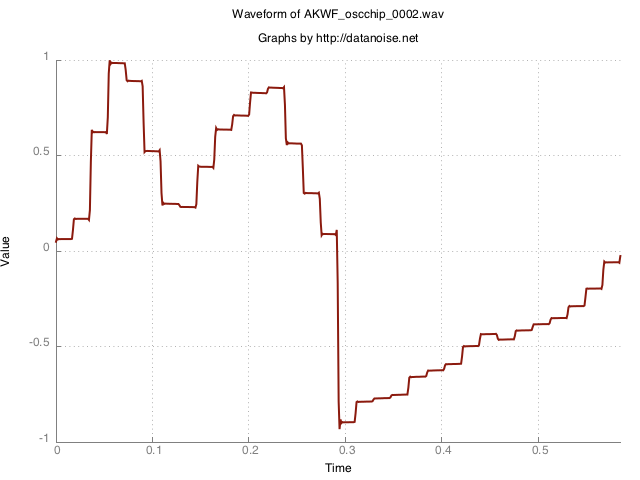 Waveform of AKWF_oscchip_0002.wav
Graphs by http://datanoise.net
1
0.5
0
-0.5
-1
Value
0 0.1 0.2 0.3 0.4 0.5
Time